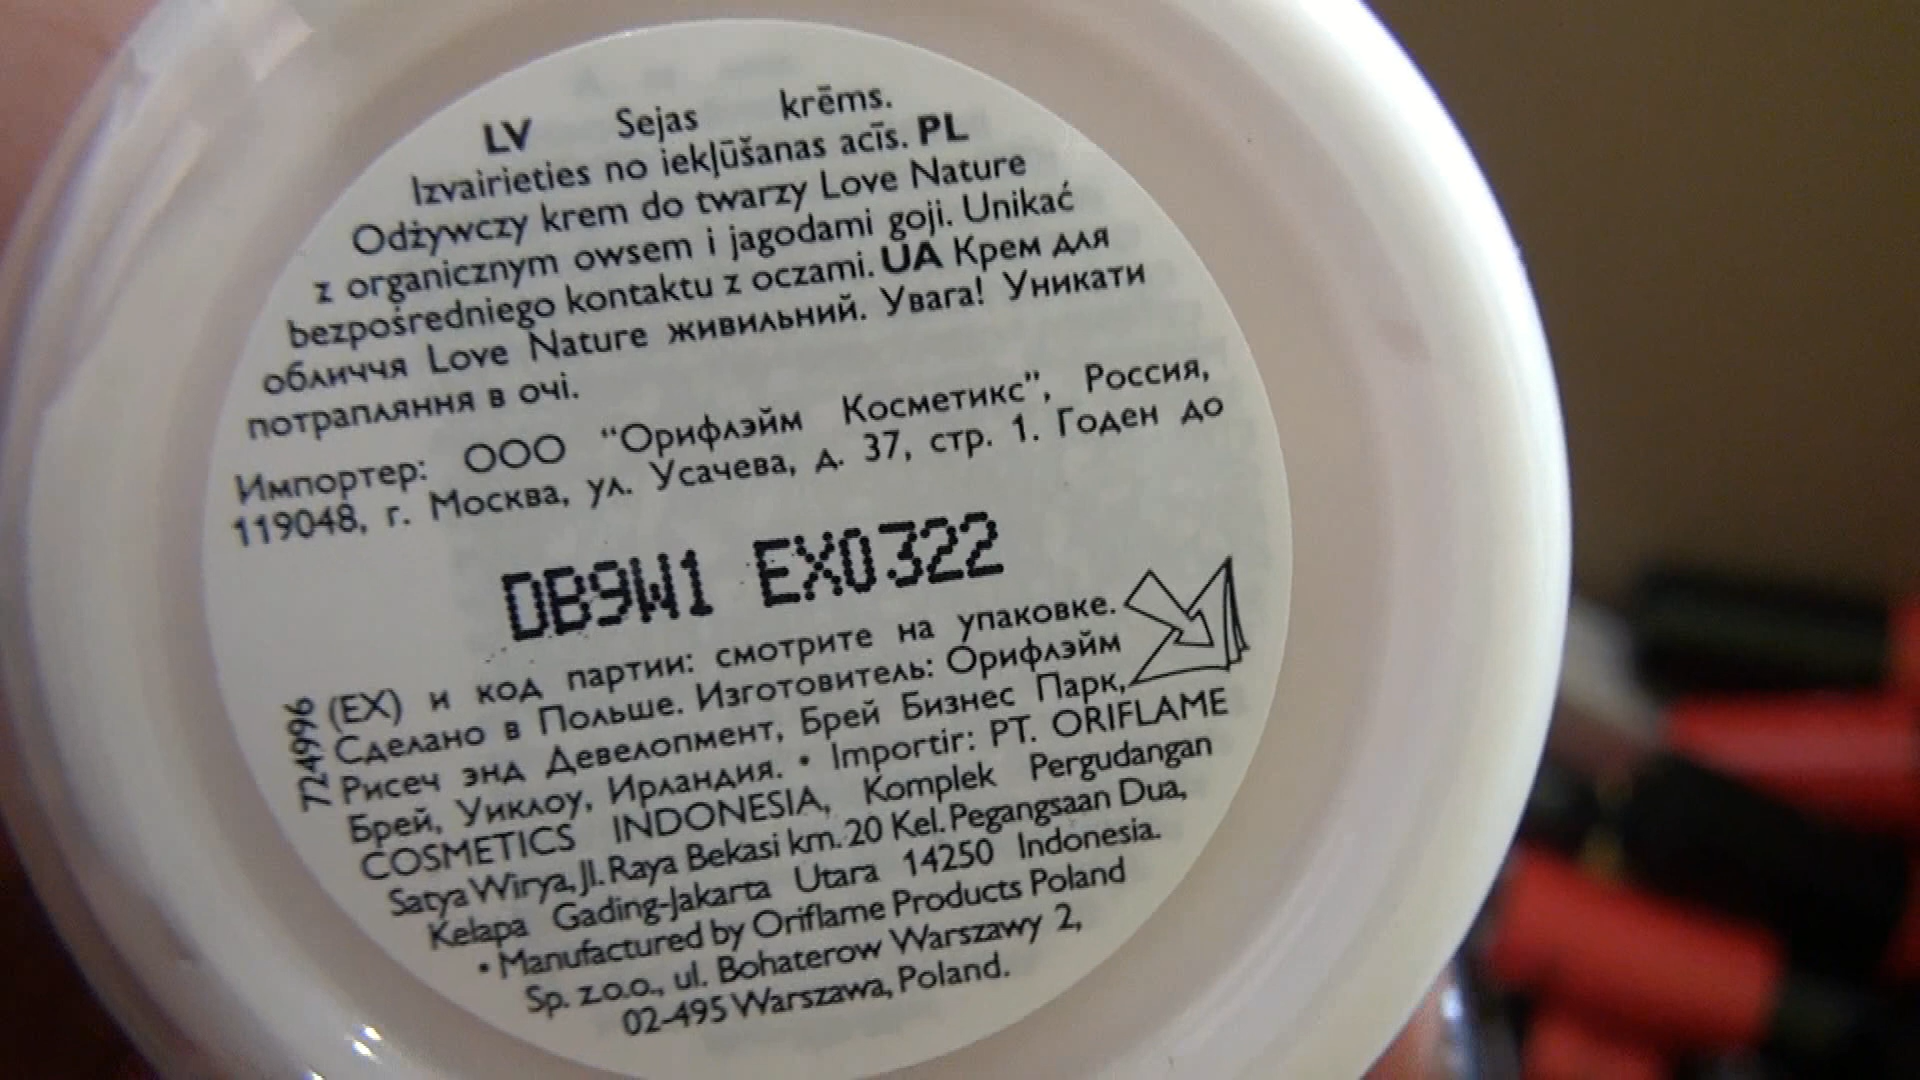 LV Sejas krēms.
Izvairieties no iekļūšanas acīs. PL
Odżywczy krem do twarzy Love Nature
z organicznym owsem i jagodami goji. Unikać
bezpośredniego kontaktu z oczami. UA Крем для
обличчя Love Nature живильний. Увага! Уникати
потрапляння в очі.
Импортер: ООО "Орифлэйм Косметикс", Россия,
119048, г. Москва, ул. Усачева, д. 37, стр. 1. Годен до
DB9W1 EX0322
(EX) и код партии: смотрите на упаковке.
Сделано в Польше. Изготовитель: Орифлэйм
Рисеч энд Девелопмент, Брей Бизнес Парк,
Брей, Уиклоу, Ирландия. • Importir: PT. ORIFLAME
COSMETICS INDONESIA, Komplek Pergudangan
Satya Wirya, Jl. Raya Bekasi km. 20 Kel. Pegangsaan Dua,
Kelapa Gading-Jakarta Utara 14250 Indonesia.
• Manufactured by Oriflame Products Poland
Sp. z.o.o., ul. Bohaterow Warszawy 2,
02-495 Warszawa, Poland.
724996